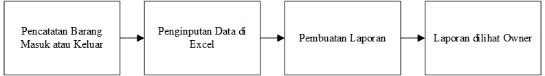 Pencatatan Barang
Masuk atau Keluar
Penginputan Data di
Excel
Pembuatan Laporan
Laporan dilihat Owner